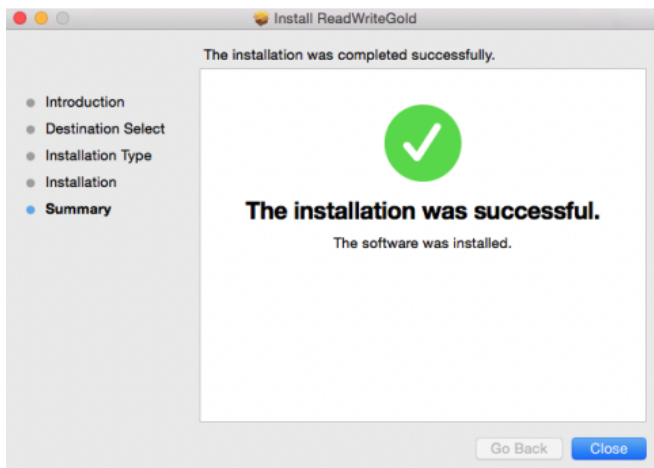 Install ReadWriteGold
The installation was completed successfully.
Introduction
Destination Select
Installation Type
Installation
Summary
The installation was successful.
The software was installed.
Go Back
Close